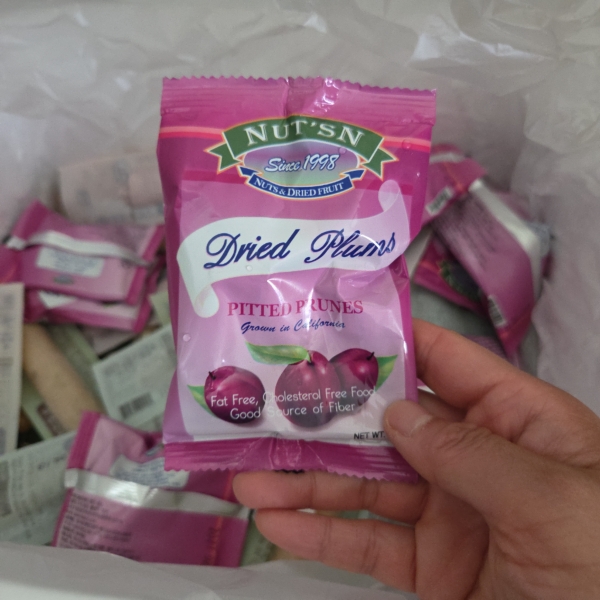 NUT'SN
Since 1998
NUTS & DRIED FRUIT
Dried Plums
PITTED PRUNES
Grown in California
Fat Free, Cholesterol Free Food
Good Source of Fiber
NET WT.